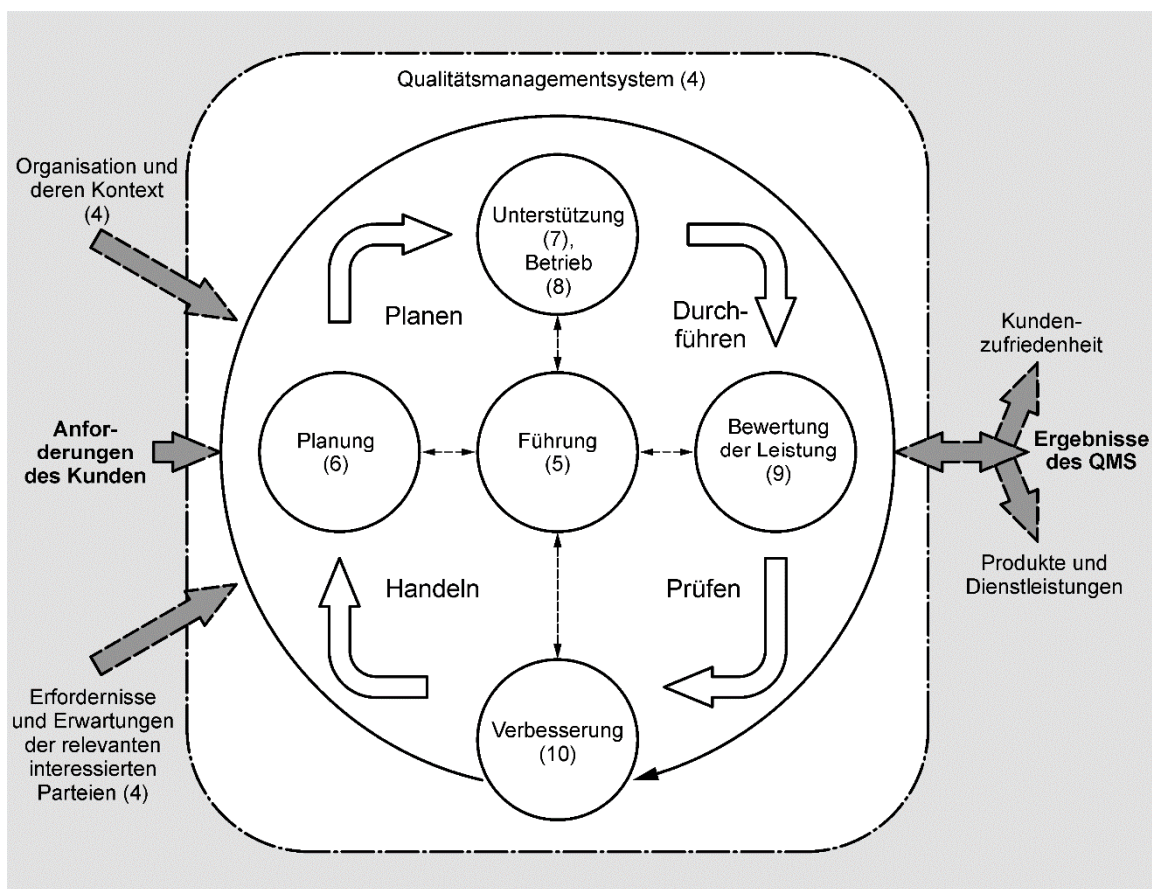 Qualitätsmanagementsystem (4)
Organisation und
deren Kontext
(4)
Anfor-
derungen
des Kunden
Erfordernisse
und Erwartungen
der relevanten
interessierten
Parteien (4)
Unterstützung
(7),
Betrieb
(8)
Planen
Durch-
führen
Planung
(6)
Führung
(5)
Bewertung
der Leistung
(9)
Handeln
Prüfen
Verbesserung
(10)
Kunden-
zufriedenheit
Ergebnisse
des QMS
Produkte und
Dienstleistungen